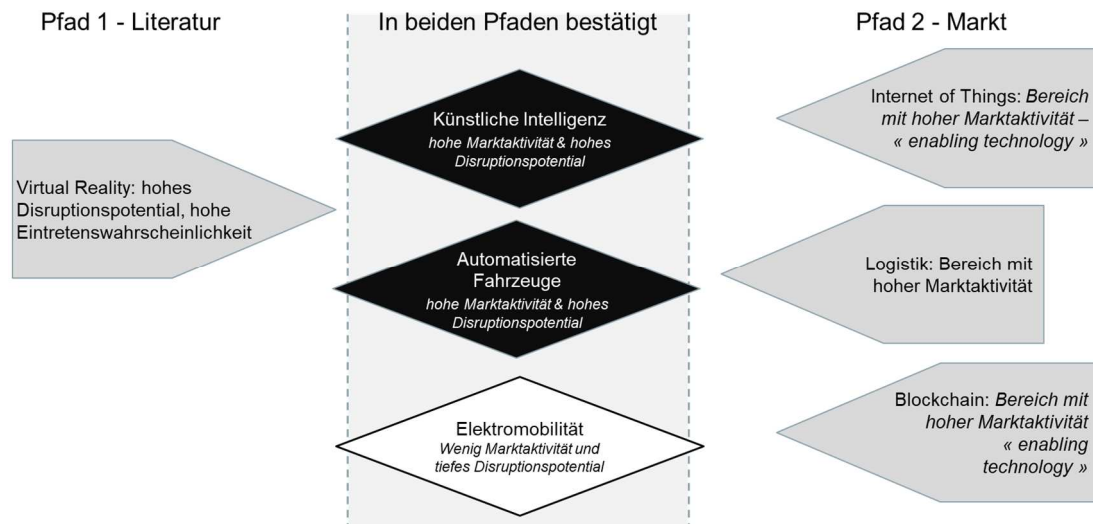 Pfad 1 - Literatur
In beiden Pfaden bestätigt
Pfad 2 - Markt
Virtual Reality: hohes
Disruptionspotential, hohe
Eintretenswahrscheinlichkeit
Künstliche Intelligenz
hohe Marktaktivität & hohes
Disruptionspotential
Automatisierte
Fahrzeuge
hohe Marktaktivität & hohes
Disruptionspotential
Elektromobilität
Wenig Marktaktivität und
tiefes Disruptionspotential
Internet of Things: Bereich
mit hoher Marktaktivität –
« enabling technology »
Logistik: Bereich mit
hoher Marktaktivität
Blockchain: Bereich mit
hoher Marktaktivität
« enabling
technology »